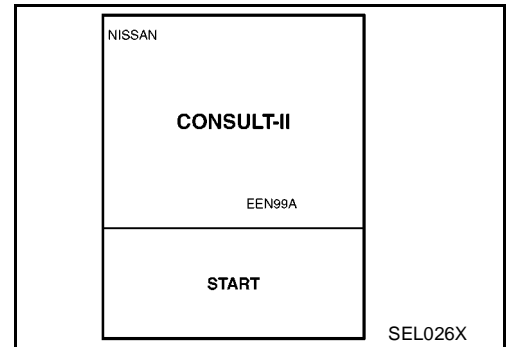 NISSAN
CONSULT-II
EEN99A
START
SEL026X